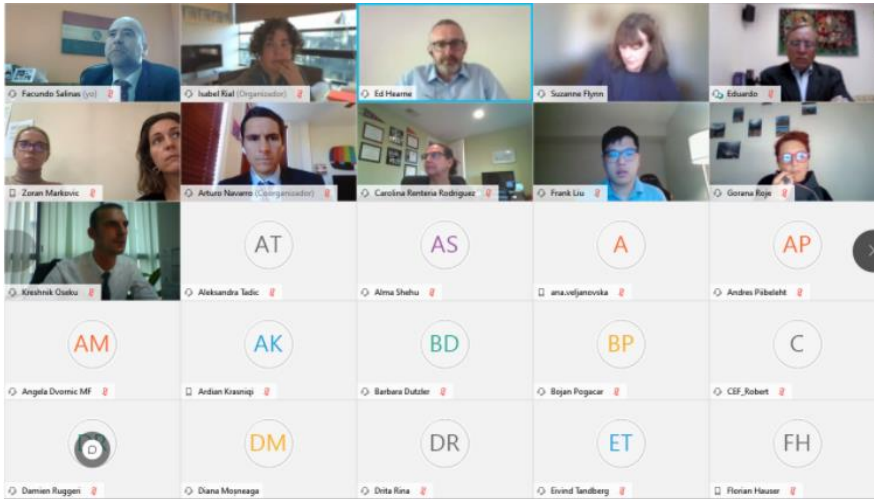 Facundo Salinas (yo)
Isabel Rial (Organizador)
Ed Hearne
Suzanne Flynn
Eduardo
Zoran Markovic
Arturo Navarro (Coorganizador)
Carolina Renteria Rodriguez
Frank Liu
Gorana Roje
Kreshnik Oseku
AT
Aleksandra Tadic
AS
Alma Shehu
A
ana.veljanovska
AP
Andres Piibeleht
AM
Angela Dvornic MF
AK
Ardian Krasniqi
BD
Barbara Dutzler
BP
Bojan Pogacar
C
CEF_Robert
Damien Ruggeri
DM
Diana Moșneaga
DR
Drita Rina
ET
Eivind Tandberg
FH
Florian Hauser